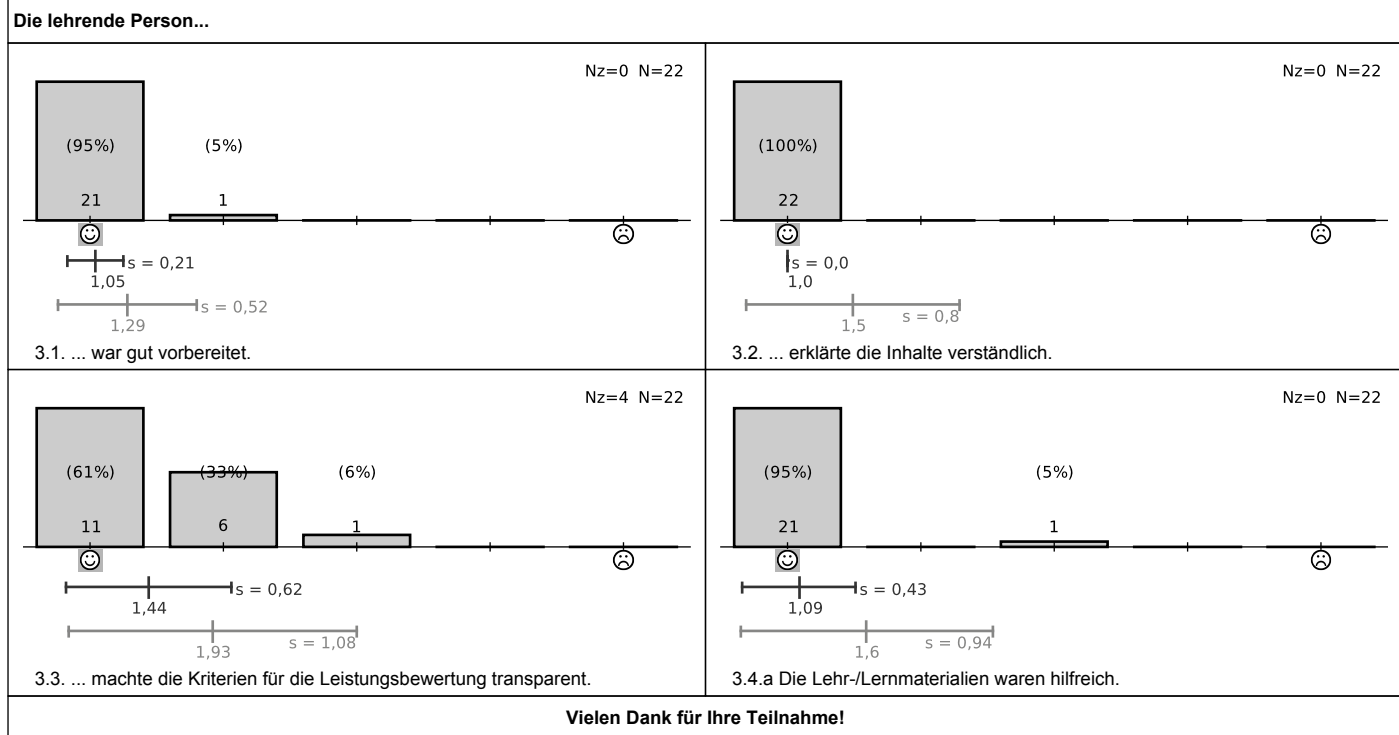 Die lehrende Person...
Nz=0 N=22
(95%) (5%)
21 1
s = 0,21
1,05
s = 0,52
1,29
3.1. ... war gut vorbereitet.
Nz=0 N=22
(100%)
22
s = 0,0
1,0
s = 0,8
1,5
3.2. ... erklärte die Inhalte verständlich.
Nz=4 N=22
(61%) (33%) (6%)
11 6 1
s = 0,62
1,44
s = 1,08
1,93
3.3. ... machte die Kriterien für die Leistungsbewertung transparent.
Nz=0 N=22
(95%) (5%)
21 1
s = 0,43
1,09
s = 0,94
1,6
3.4.a Die Lehr-/Lernmaterialien waren hilfreich.
Vielen Dank für Ihre Teilnahme!